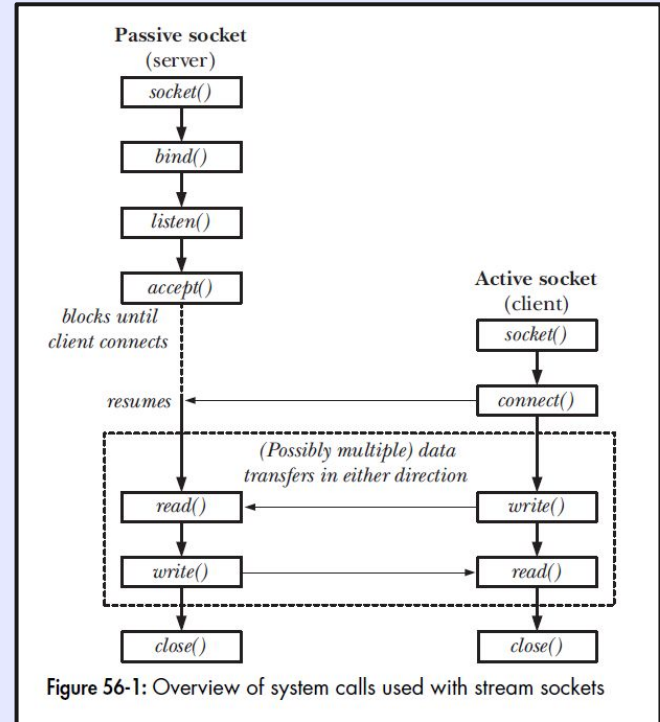 Passive socket
(server)
socket()
bind()
listen()
accept()
blocks until
client connects
Active socket
(client)
socket()
resumes
connect()
(Possibly multiple) data
transfers in either direction
read()
write()
write()
read()
close()
close()
Figure 56-1: Overview of system calls used with stream sockets